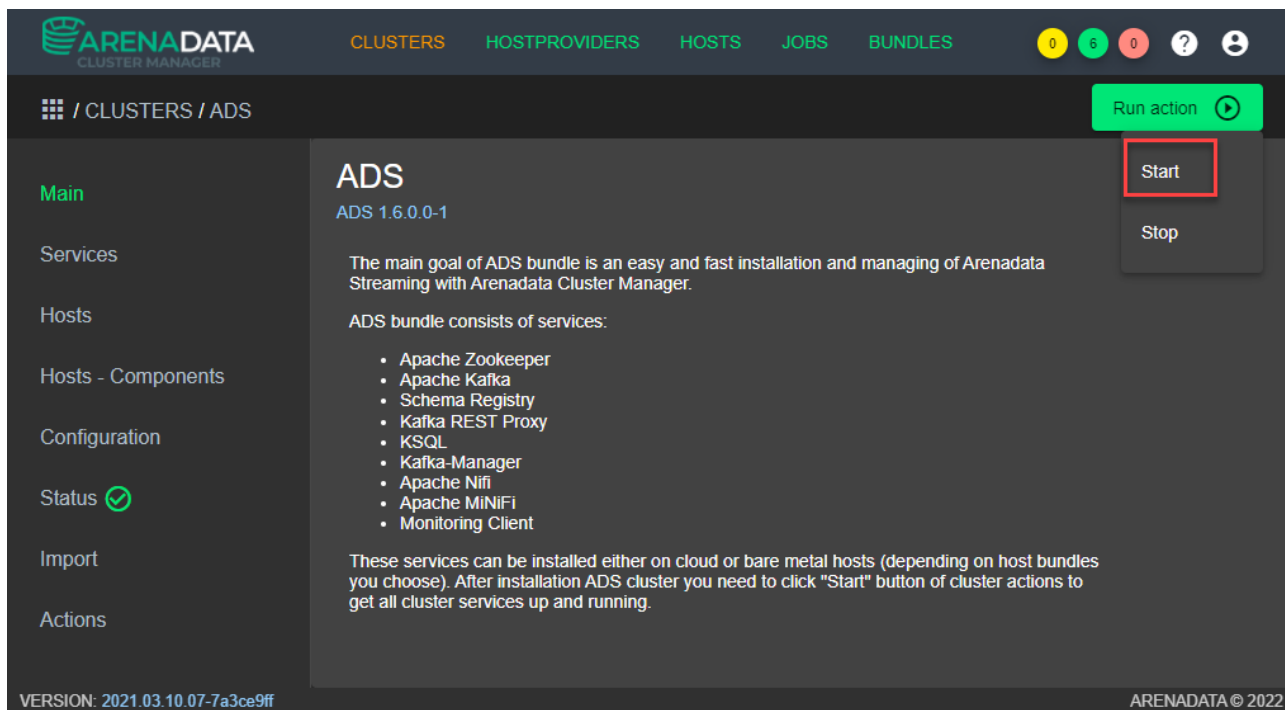 ARENADATA
CLUSTER MANAGER
CLUSTERS HOSTPROVIDERS HOSTS JOBS BUNDLES 0 6 0 ?
/ CLUSTERS / ADS Run action
Start
Stop
Main
Services
Hosts
Hosts - Components
Configuration
Status
Import
Actions
ADS
ADS 1.6.0.0-1
The main goal of ADS bundle is an easy and fast installation and managing of Arenadata
Streaming with Arenadata Cluster Manager.
ADS bundle consists of services:
• Apache Zookeeper
• Apache Kafka
• Schema Registry
• Kafka REST Proxy
• KSQL
• Kafka-Manager
• Apache Nifi
• Apache MiNiFi
• Monitoring Client
These services can be installed either on cloud or bare metal hosts (depending on host bundles
you choose). After installation ADS cluster you need to click "Start" button of cluster actions to
get all cluster services up and running.
VERSION: 2021.03.10.07-7a3ce9ff ARENADATA © 2022